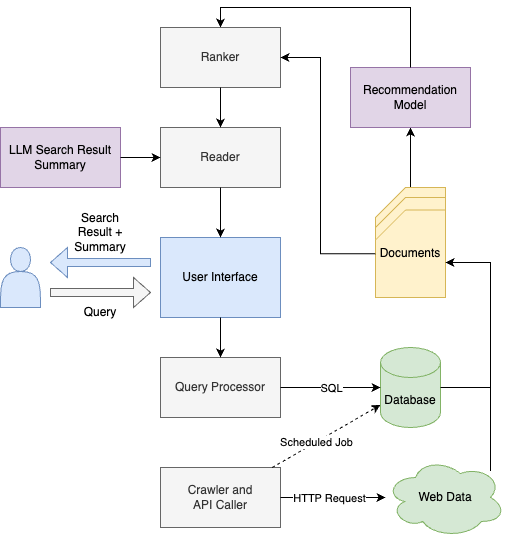 Ranker
Recommendation
Model
LLM Search Result
Summary
Reader
Search
Result +
Summary
User Interface
Documents
Query
Query Processor
SQL
Database
Scheduled Job
Crawler and
API Caller
HTTP Request
Web Data